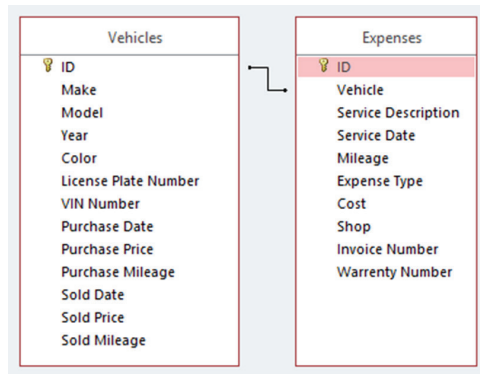 Vehicles
ID
Make
Model
Year
Color
License Plate Number
VIN Number
Purchase Date
Purchase Price
Purchase Mileage
Sold Date
Sold Price
Sold Mileage
Expenses
ID
Vehicle
Service Description
Service Date
Mileage
Expense Type
Cost
Shop
Invoice Number
Warrenty Number